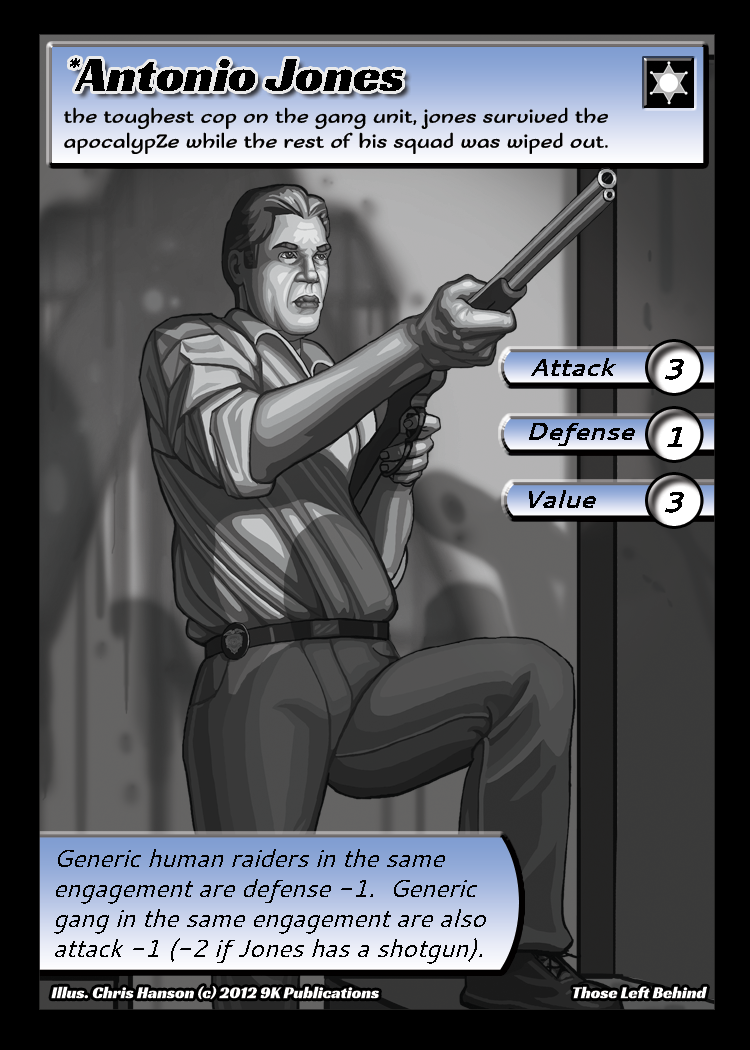 *Antonio Jones
the toughest cop on the gang unit, jones survived the
apocalypZe while the rest of his squad was wiped out.
Attack 3
Defense 1
Value 3
Generic human raiders in the same
engagement are defense -1. Generic
gang in the same engagement are also
attack -1 (-2 if Jones has a shotgun).
Illus. Chris Hanson (c) 2012 9K Publications
Those Left Behind